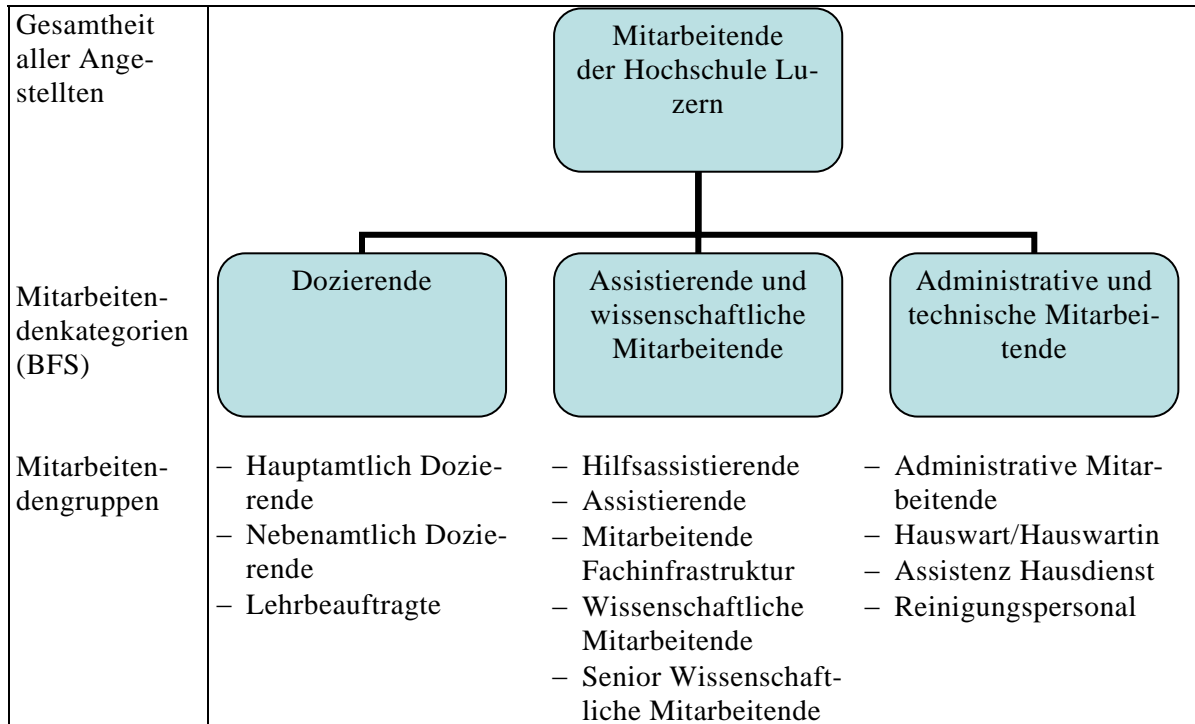 Gesamtheit
aller Ange-
stellten
Mitarbeitende
der Hochschule Lu-
zern
Mitarbeiten-
denkategorien
(BFS)
Dozierende
Assistierende und
wissenschaftliche
Mitarbeitende
Administrative und
technische Mitarbei-
tende
Mitarbeiten-
dengruppen
– Hauptamtlich Dozie-
rende
– Nebenamtlich Dozie-
rende
– Lehrbeauftragte
– Hilfsassistierende
– Assistierende
– Mitarbeitende
Fachinfrastruktur
– Wissenschaftliche
Mitarbeitende
– Senior Wissenschaft-
liche Mitarbeitende
– Administrative Mitar-
beitende
– Hauswart/Hauswartin
– Assistenz Hausdienst
– Reinigungspersonal